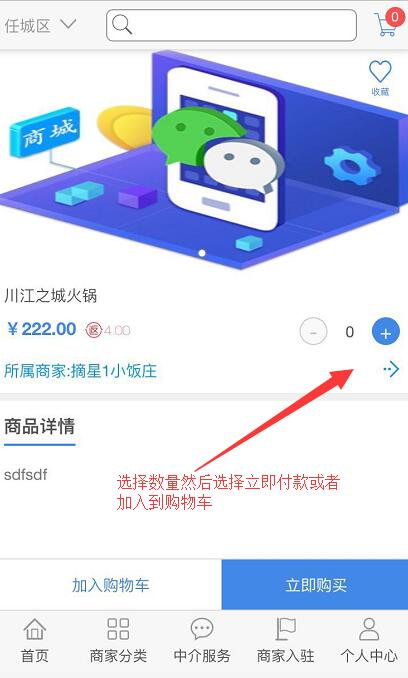 任城区
0
商城
收藏
川江之城火锅
￥222.00 返 4.00
- 0 +
所属商家:摘星1小饭庄
商品详情
sdfsdf
选择数量然后选择立即付款或者
加入到购物车
加入购物车 立即购买
首页 商家分类 中介服务 商家入驻 个人中心